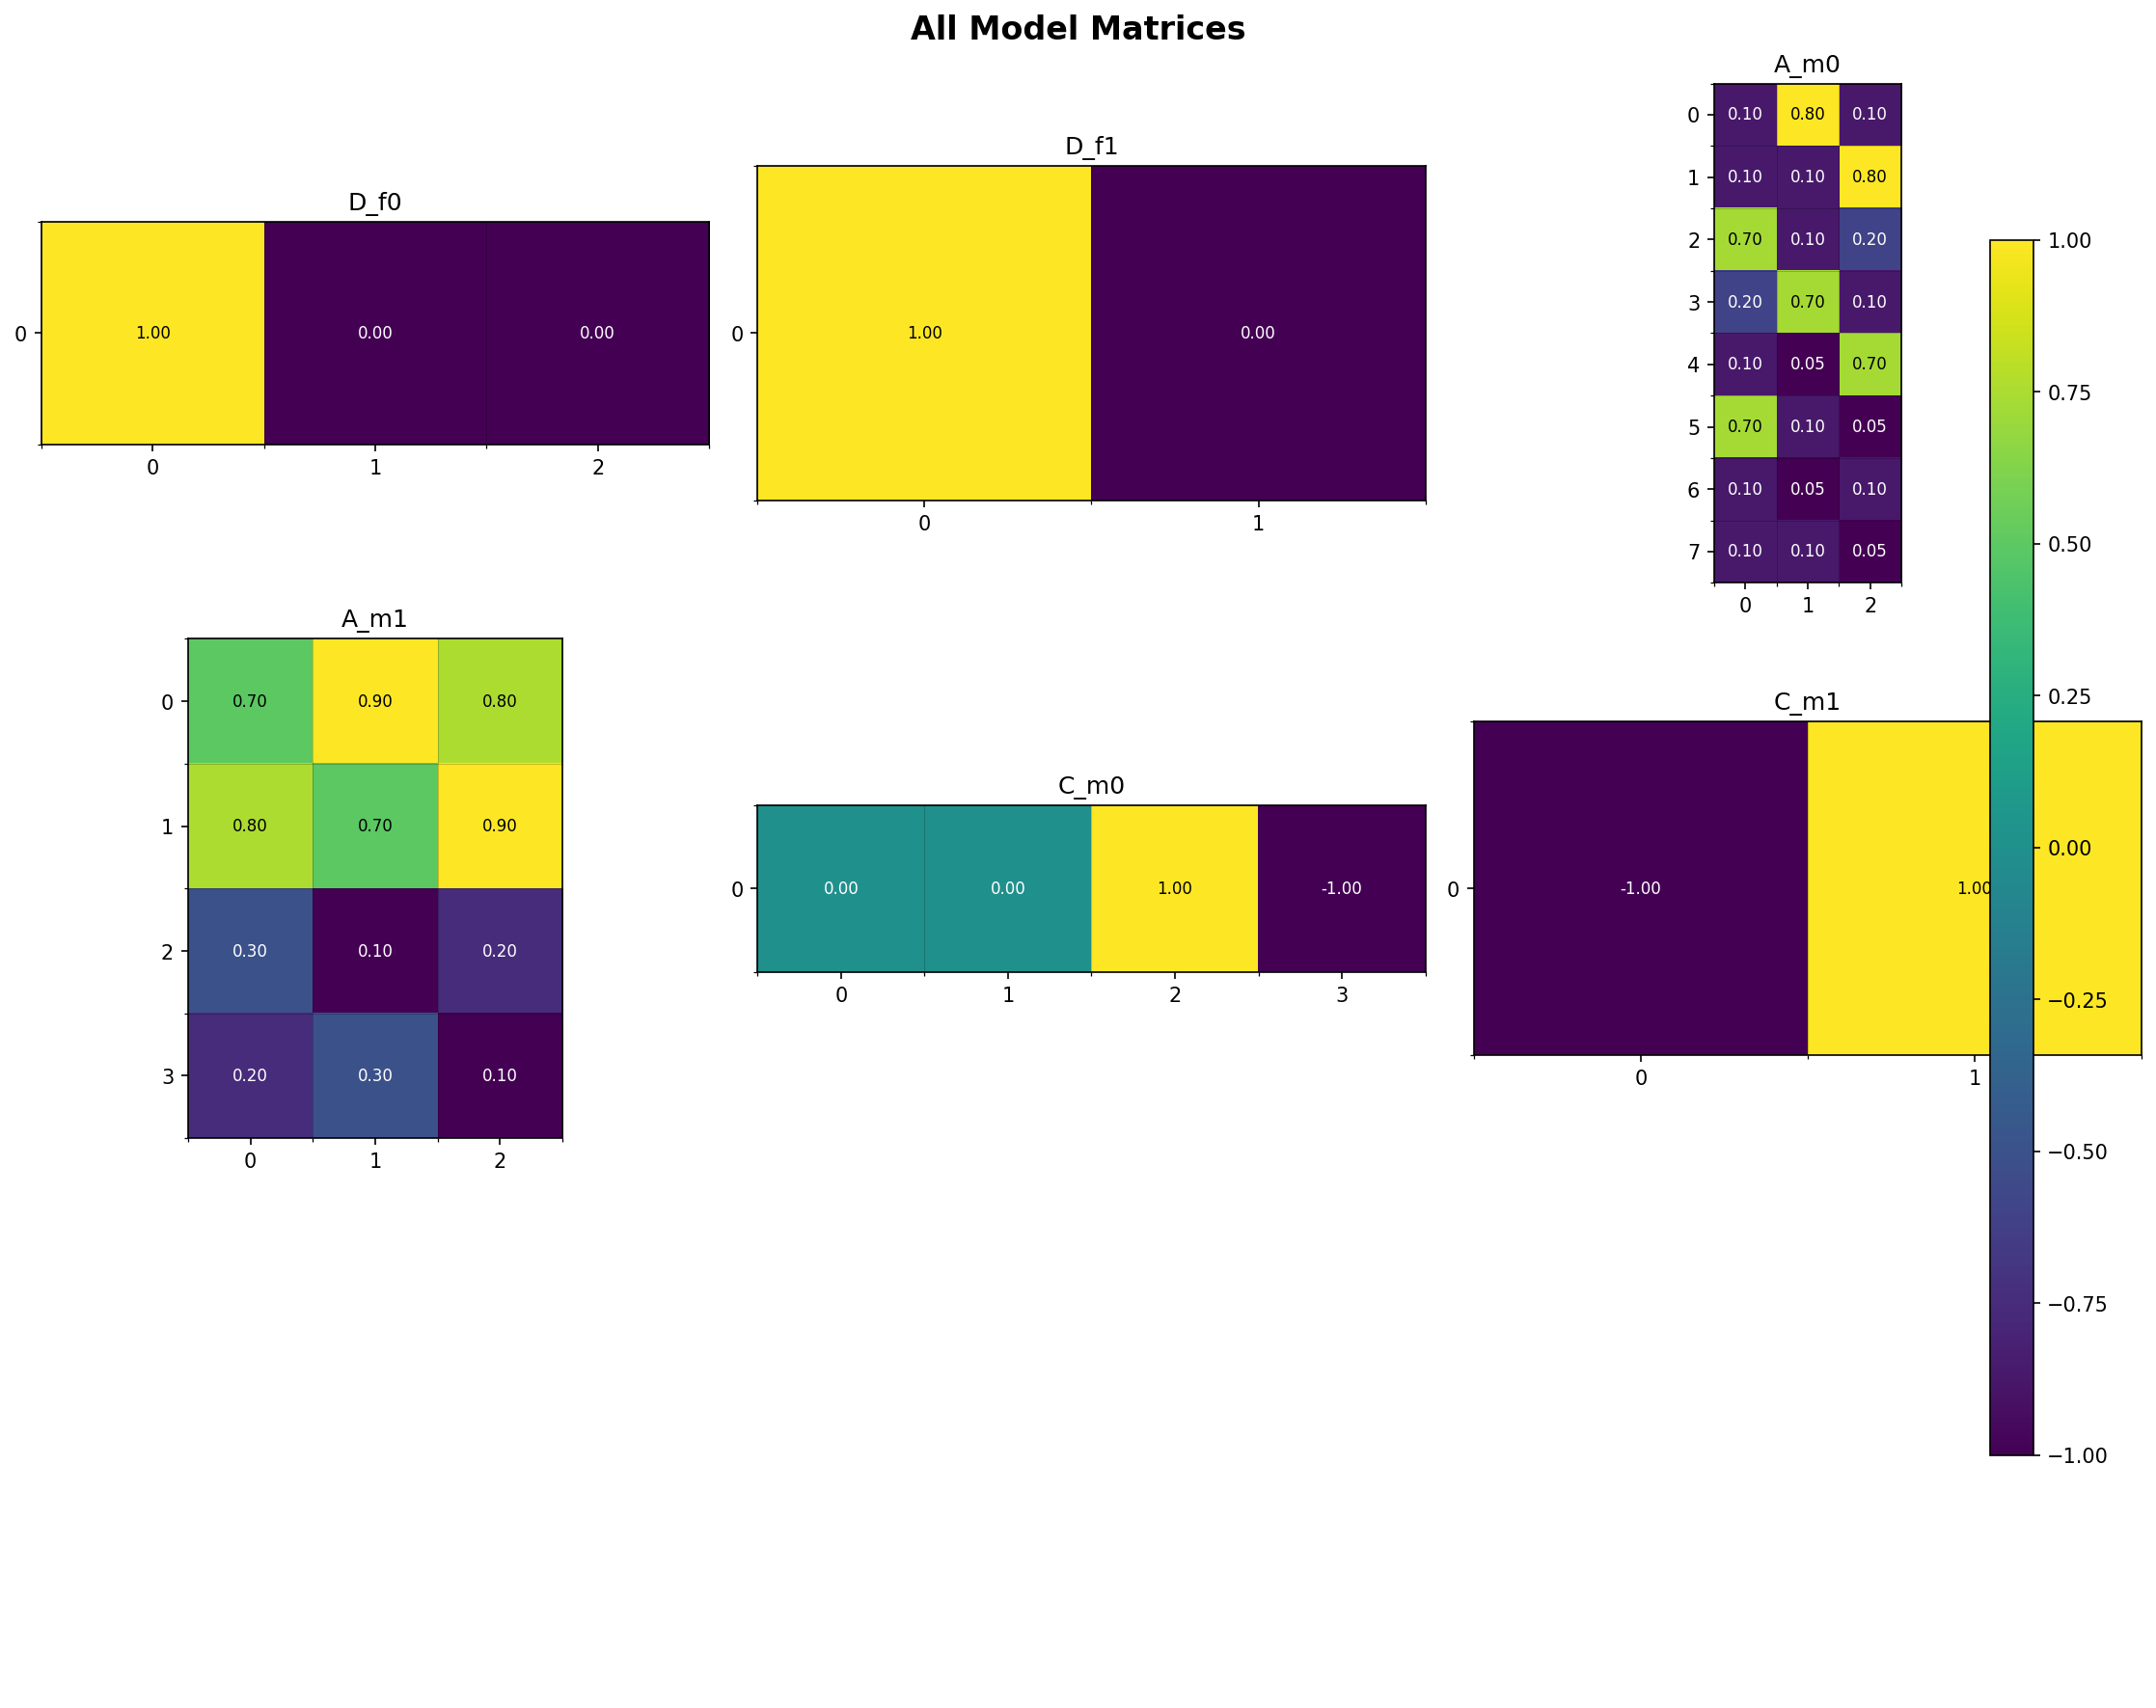 All Model Matrices
D_f0
0 1.00 0.00 0.00
0 1 2
D_f1
0 1.00 0.00
0 1
A_m0
0 0.10 0.80 0.10
1 0.10 0.10 0.80
2 0.70 0.10 0.20
3 0.20 0.70 0.10
4 0.10 0.05 0.70
5 0.70 0.10 0.05
6 0.10 0.05 0.10
7 0.10 0.10 0.05
0 1 2
A_m1
0 0.70 0.90 0.80
1 0.80 0.70 0.90
2 0.30 0.10 0.20
3 0.20 0.30 0.10
0 1 2
C_m0
0 0.00 0.00 1.00 -1.00
0 1 2 3
C_m1
0 -1.00 1.00
0 1
1.00
0.75
0.50
0.25
0.00
−0.25
−0.50
−0.75
−1.00